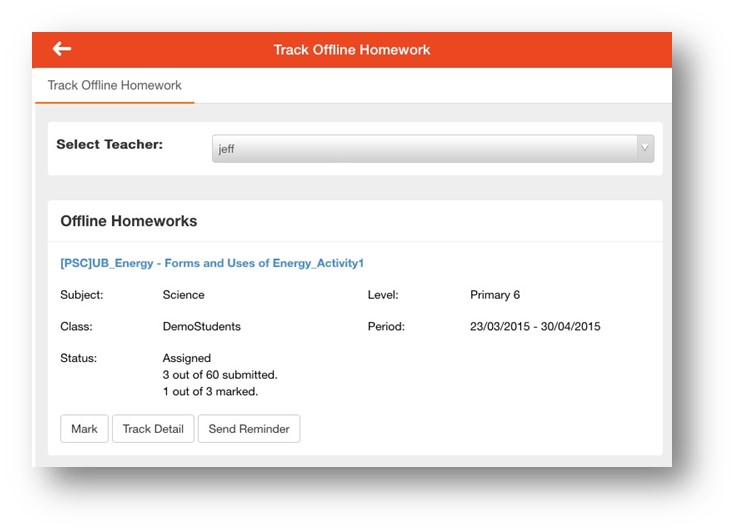 Track Offline Homework
Track Offline Homework
Select Teacher: jeff
Offline Homeworks
[PSC]UB_Energy - Forms and Uses of Energy_Activity1
Subject: Science Level: Primary 6
Class: DemoStudents Period: 23/03/2015 - 30/04/2015
Status: Assigned
3 out of 60 submitted.
1 out of 3 marked.
Mark Track Detail Send Reminder